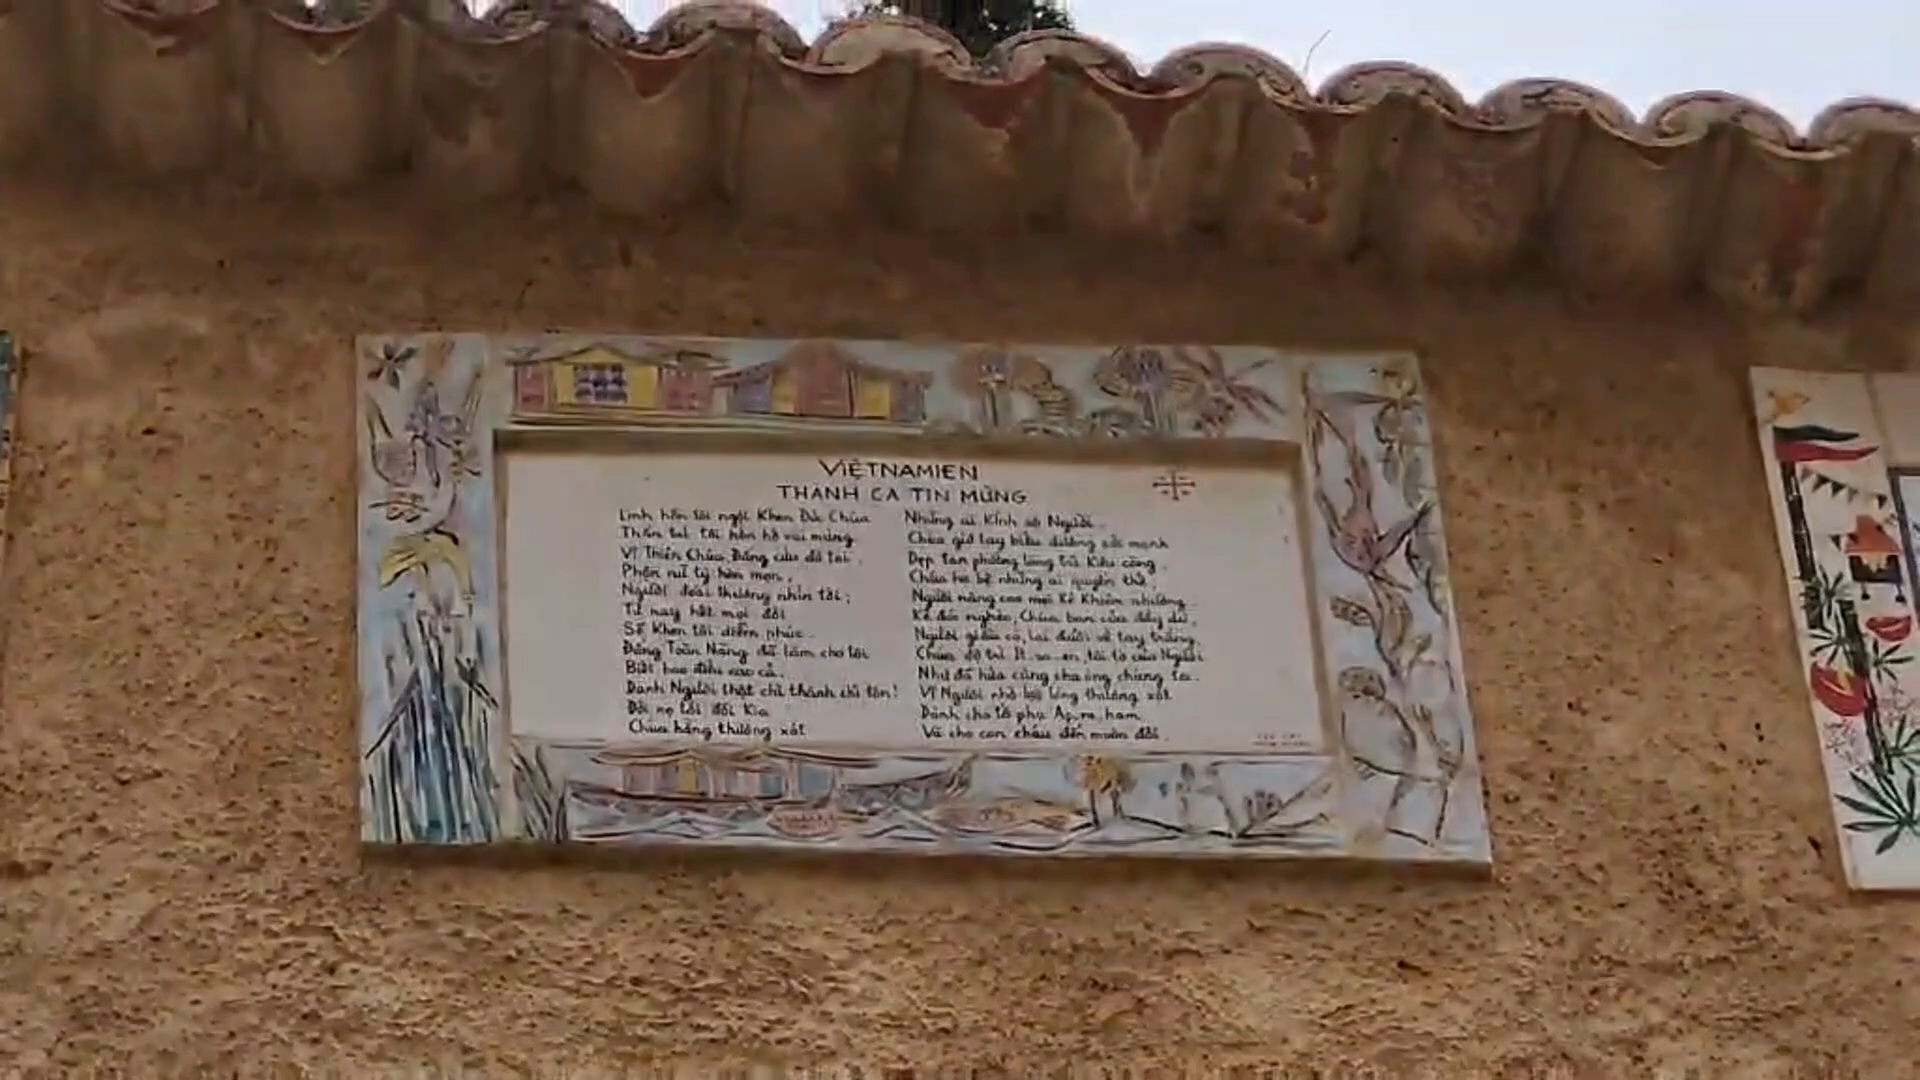 VIỆTNAMIEN
THÁNH CA TIN MỪNG
Linh hồn tôi ngợi Khen Đức Chúa
Thần trí tôi hớn hở vui mừng
Vì Thiên Chúa Đấng cứu độ tôi.
Phận nữ tỳ hèn mọn,
Người đoái thương nhìn tới;
Từ nay hết mọi đời
Sẽ Khen tôi diễm phúc.
Đấng Toàn Năng đã làm cho tôi
Biết bao điều cao cả,
Danh Người thật chí thánh chí tôn!
Đời nọ tới đời Kia
Chúa hằng thương xót
Những ai Kính sợ Người.
Chúa giơ tay biểu dương sức mạnh
Dẹp tan phường lòng trí Kiêu căng.
Chúa hạ bệ những ai quyền thế,
Người nâng cao mọi Kẻ Khiêm nhường.
Kẻ đói nghèo, Chúa ban của đầy dư,
Người giàu có, lại đuổi về tay trắng.
Chúa độ trì Ít-ra-en, tôi tớ của Người
Như đã hứa cùng cha ông chúng ta.
Vì Người nhớ lại lòng thương xót
Dành cho tổ phụ Áp-ra-ham
Và cho con cháu đến muôn đời.